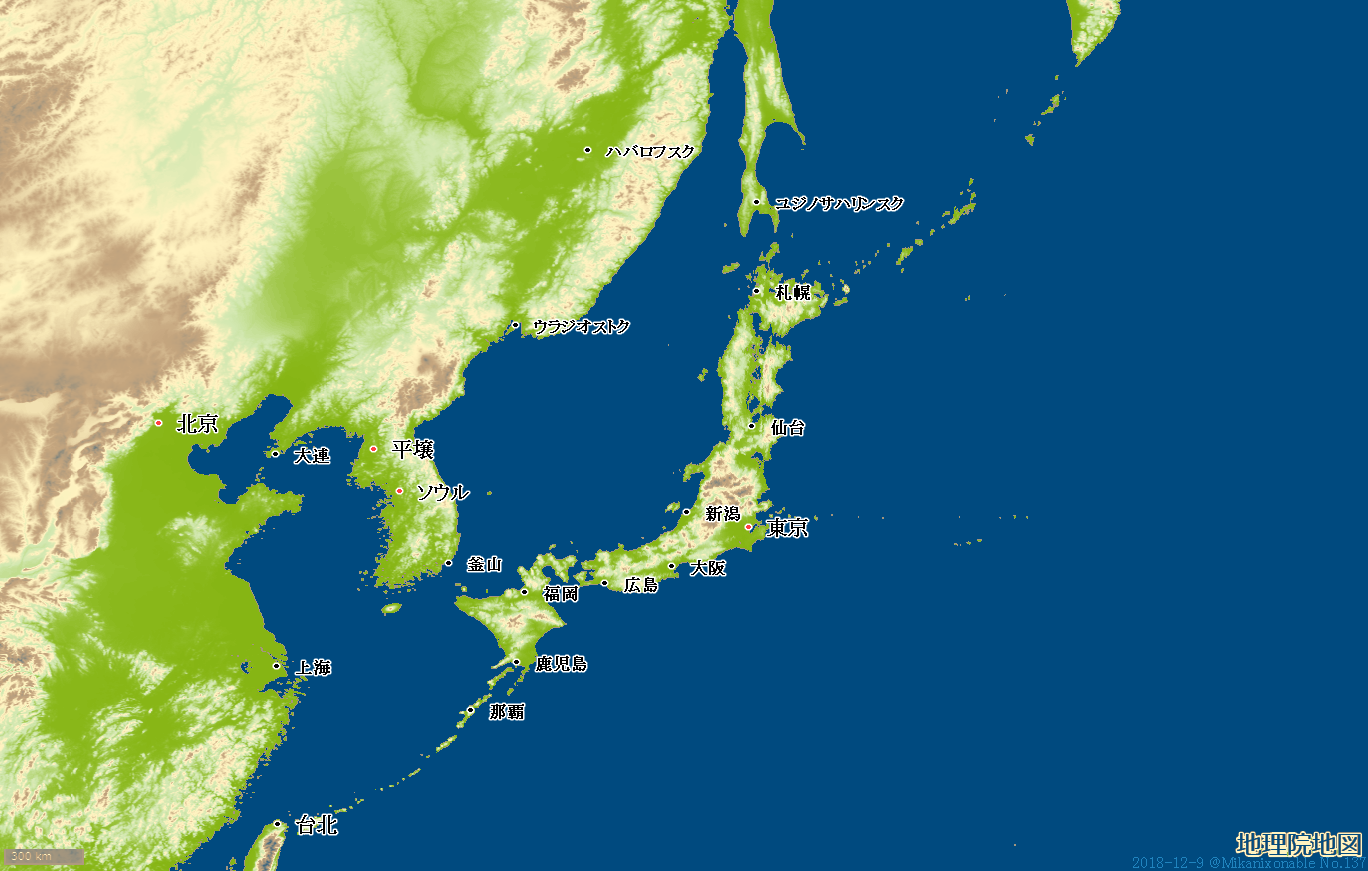 ハバロフスク
ユジノサハリンスク
札幌
ウラジオストク
北京
仙台
平壌
大連
ソウル
新潟
東京
釜山
大阪
広島
福岡
鹿児島
上海
那覇
台北
地理院地図
300 km
2018-12-9 @Mikanixonable No.137